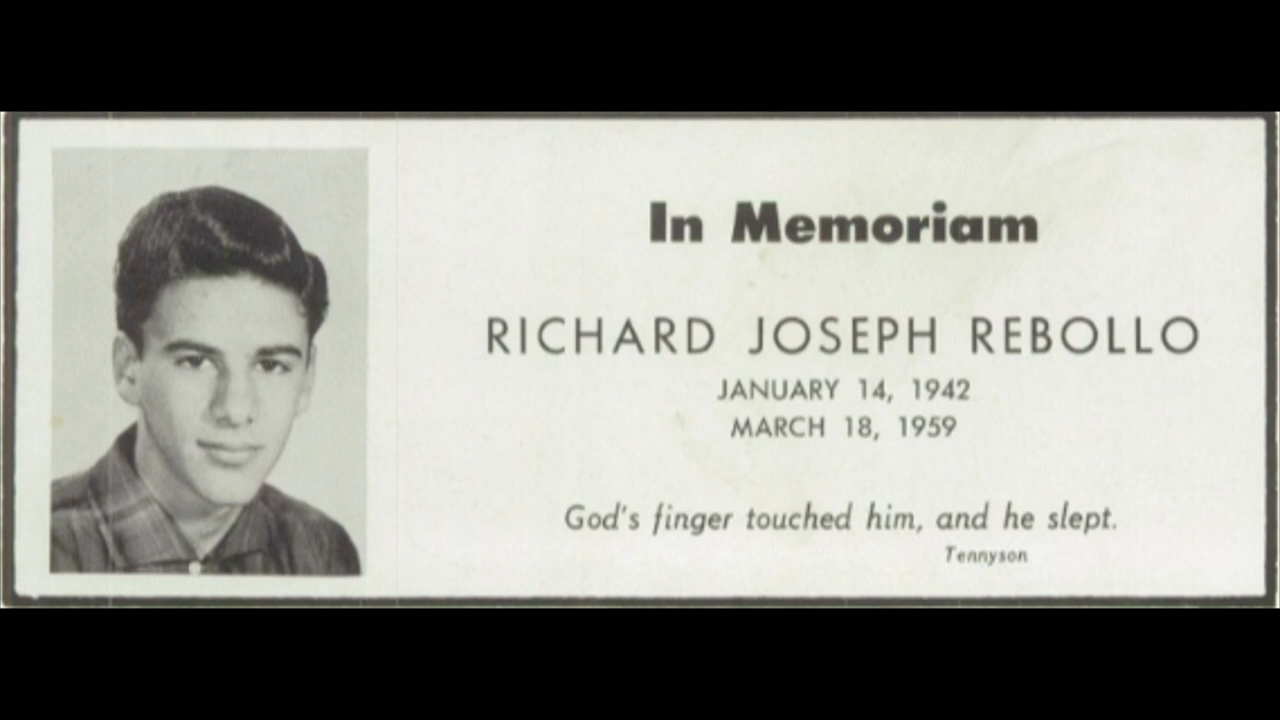 In Memoriam
RICHARD JOSEPH REBOLLO
JANUARY 14, 1942
MARCH 18, 1959
God's finger touched him, and he slept.
Tennyson